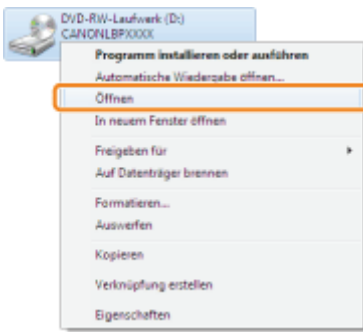 DVD-RW-Laufwerk (D:)
CANONLBPXXXX
Programm installieren oder ausführen
Automatische Wiedergabe öffnen...
Öffnen
In neuem Fenster öffnen
Freigeben für
Auf Datenträger brennen
Formatieren...
Auswerfen
Kopieren
Verknüpfung erstellen
Eigenschaften